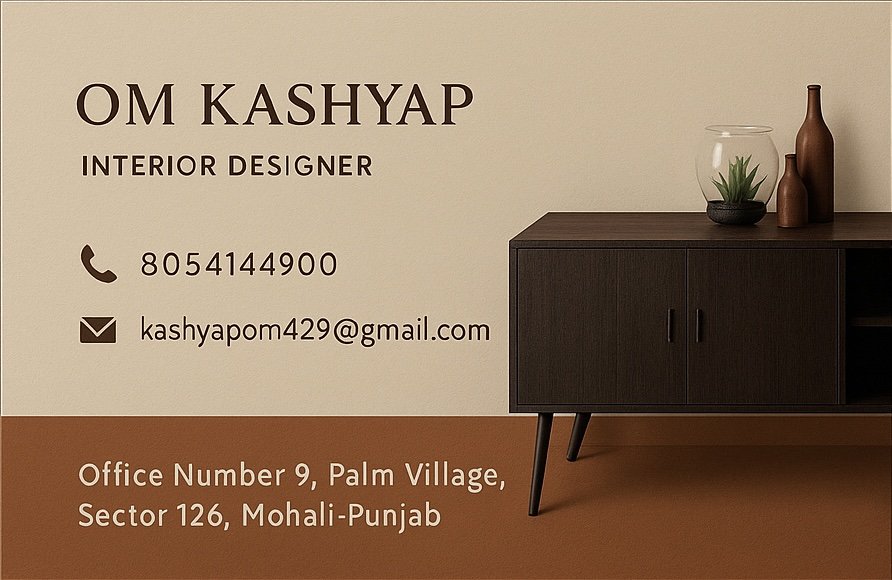 OM KASHYAP
INTERIOR DESIGNER
8054144900
kashyapom429@gmail.com
Office Number 9, Palm Village,
Sector 126, Mohali-Punjab